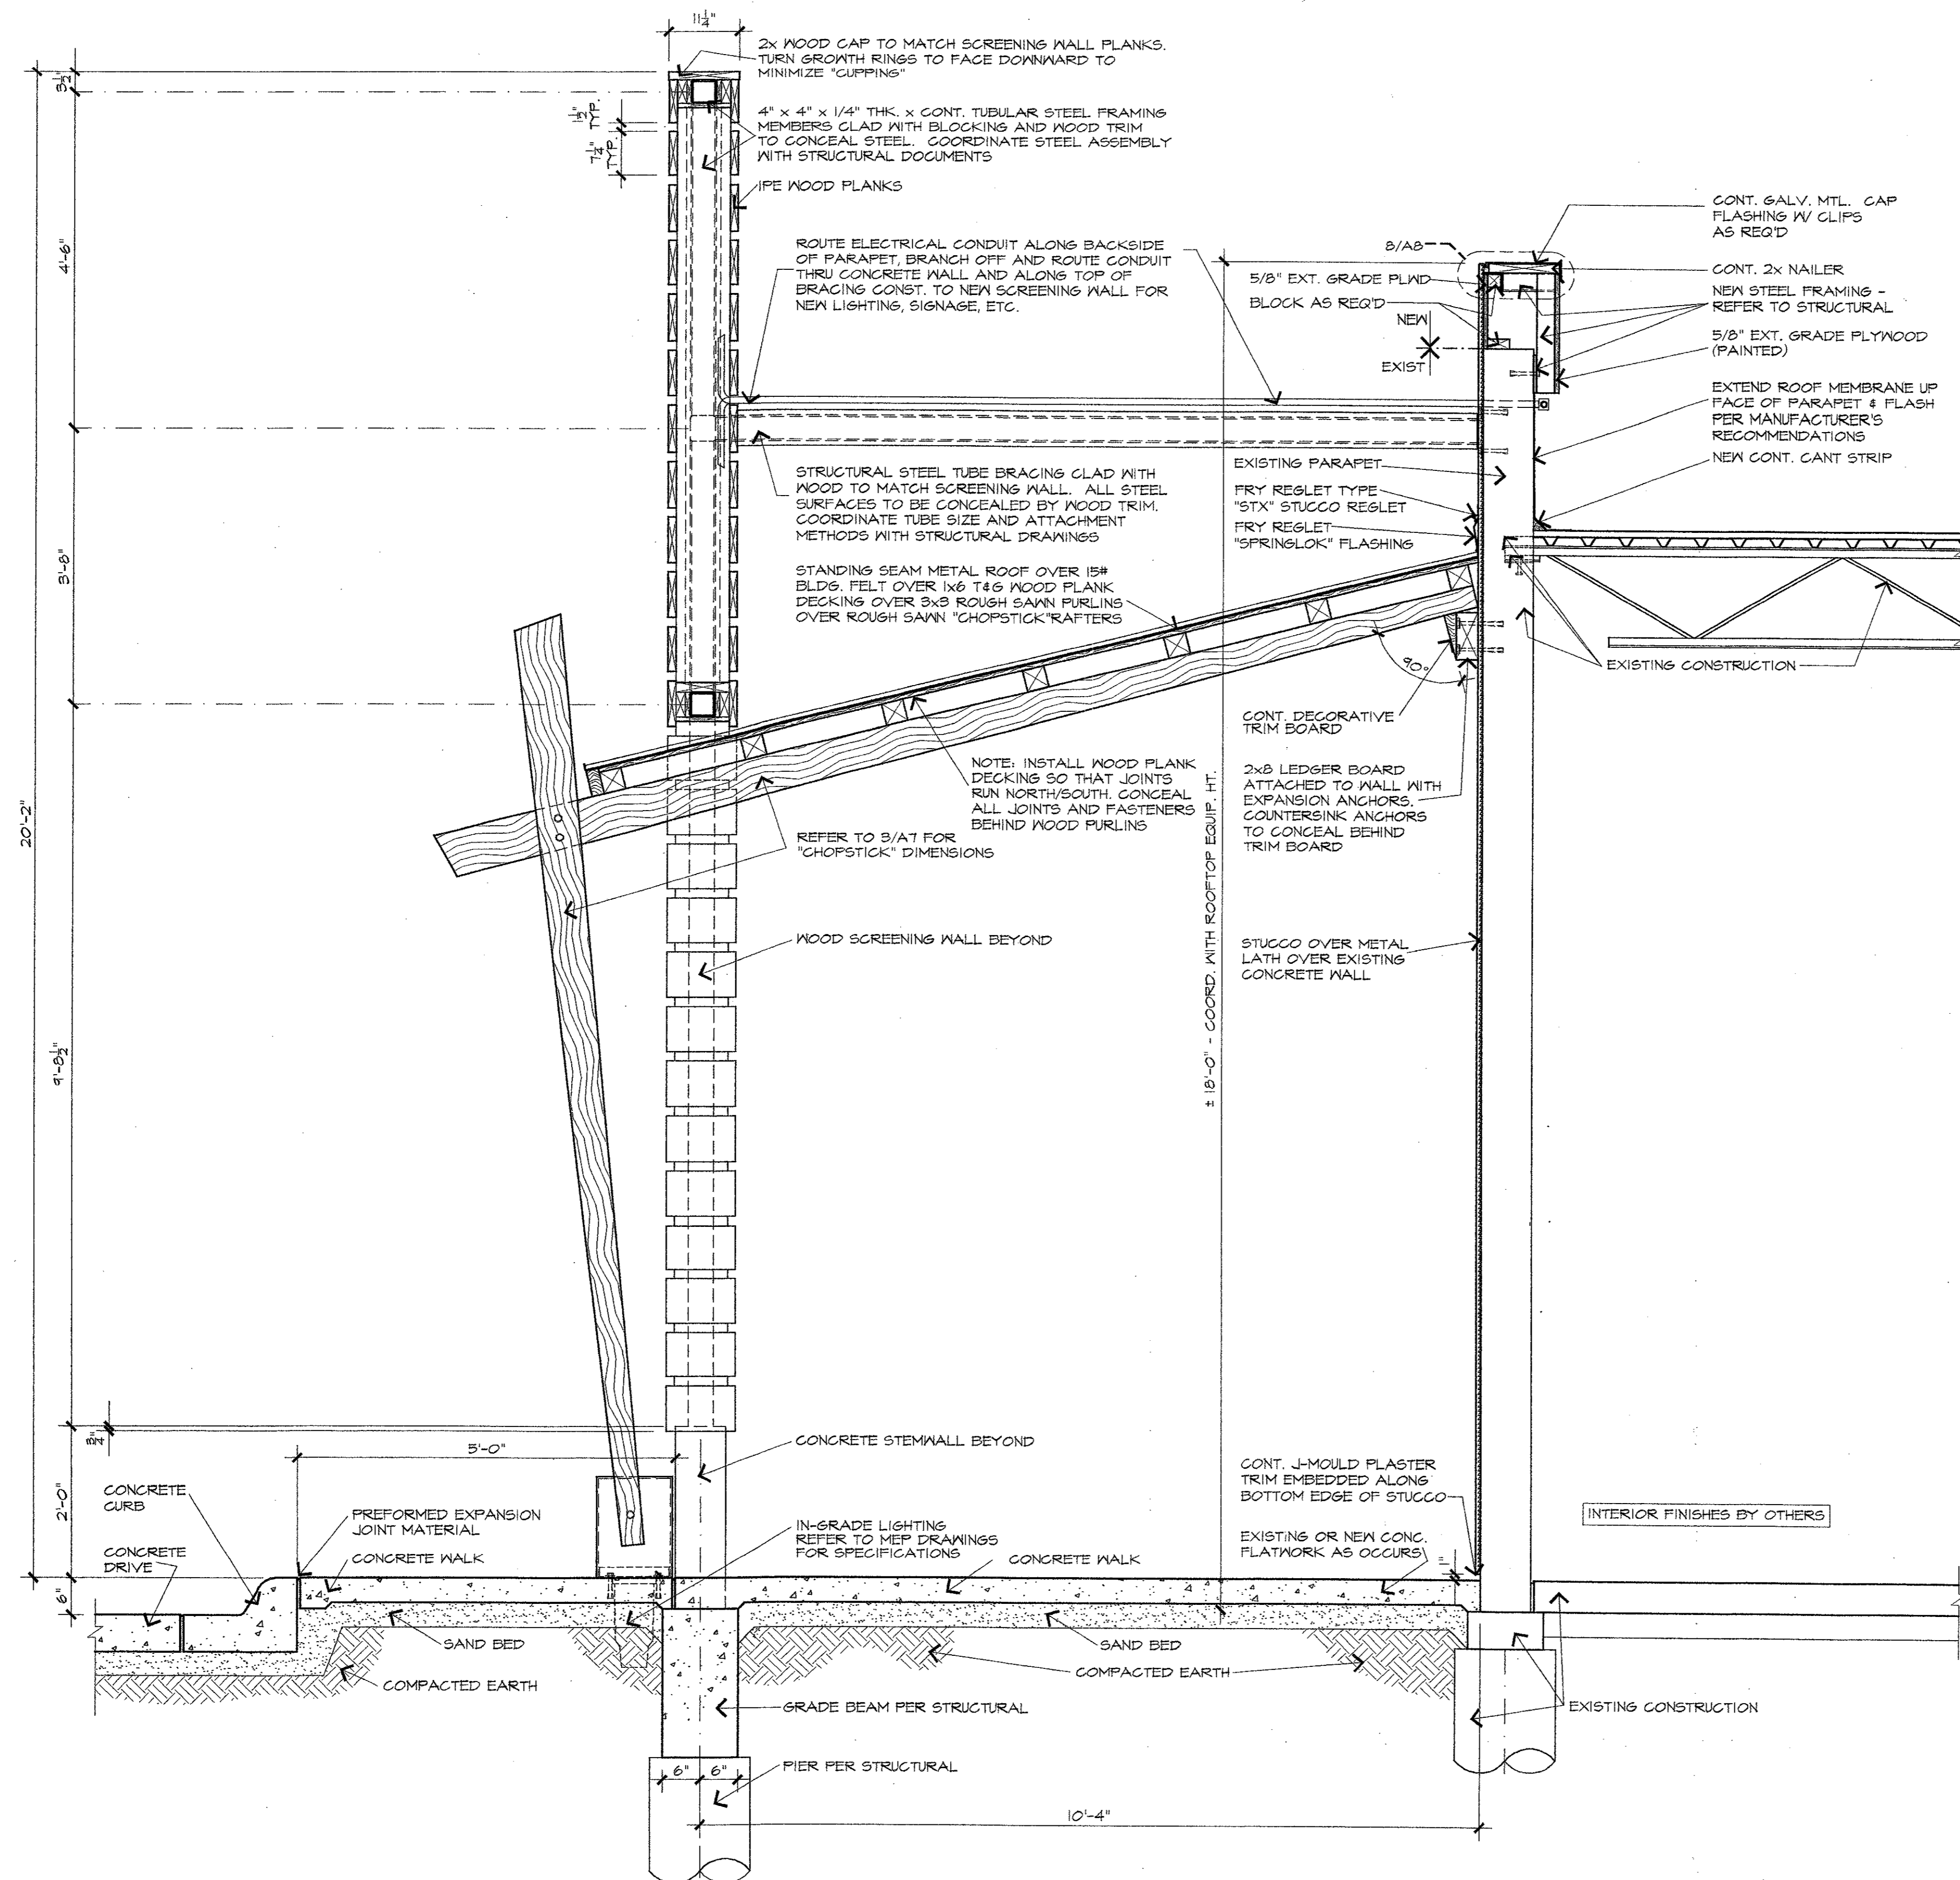 11 1/4"
2x WOOD CAP TO MATCH SCREENING WALL PLANKS.
TURN GROWTH RINGS TO FACE DOWNWARD TO
MINIMIZE "CUPPING"
3 1/2"
1 1/2"
TYP.
7 1/4"
TYP.
4" x 4" x 1/4" THK. x CONT. TUBULAR STEEL FRAMING
MEMBERS CLAD WITH BLOCKING AND WOOD TRIM
TO CONCEAL STEEL. COORDINATE STEEL ASSEMBLY
WITH STRUCTURAL DOCUMENTS
IPE WOOD PLANKS
4'-6"
ROUTE ELECTRICAL CONDUIT ALONG BACKSIDE
OF PARAPET, BRANCH OFF AND ROUTE CONDUIT
THRU CONCRETE WALL AND ALONG TOP OF
BRACING CONST. TO NEW SCREENING WALL FOR
NEW LIGHTING, SIGNAGE, ETC.
8/A8
5/8" EXT. GRADE PLWD
BLOCK AS REQ'D
NEW
EXIST
CONT. GALV. MTL. CAP
FLASHING W/ CLIPS
AS REQ'D
CONT. 2x NAILER
NEW STEEL FRAMING -
REFER TO STRUCTURAL
5/8" EXT. GRADE PLYWOOD
(PAINTED)
EXTEND ROOF MEMBRANE UP
FACE OF PARAPET & FLASH
PER MANUFACTURER'S
RECOMMENDATIONS
NEW CONT. CANT STRIP
STRUCTURAL STEEL TUBE BRACING CLAD WITH
WOOD TO MATCH SCREENING WALL. ALL STEEL
SURFACES TO BE CONCEALED BY WOOD TRIM.
COORDINATE TUBE SIZE AND ATTACHMENT
METHODS WITH STRUCTURAL DRAWINGS
EXISTING PARAPET
FRY REGLET TYPE
"STX" STUCCO REGLET
FRY REGLET
"SPRINGLOK" FLASHING
3'-8"
STANDING SEAM METAL ROOF OVER 15#
BLDG. FELT OVER 1x6 T&G WOOD PLANK
DECKING OVER 3x3 ROUGH SAWN PURLINS
OVER ROUGH SAWN "CHOPSTICK"RAFTERS
90°
EXISTING CONSTRUCTION
CONT. DECORATIVE
TRIM BOARD
20'-2"
NOTE: INSTALL WOOD PLANK
DECKING SO THAT JOINTS
RUN NORTH/SOUTH. CONCEAL
ALL JOINTS AND FASTENERS
BEHIND WOOD PURLINS
2x8 LEDGER BOARD
ATTACHED TO WALL WITH
EXPANSION ANCHORS.
COUNTERSINK ANCHORS
TO CONCEAL BEHIND
TRIM BOARD
REFER TO 3/A7 FOR
"CHOPSTICK" DIMENSIONS
± 18'-0" - COORD. WITH ROOFTOP EQUIP. HT.
WOOD SCREENING WALL BEYOND
STUCCO OVER METAL
LATH OVER EXISTING
CONCRETE WALL
9'-8 1/2"
3/4"
5'-0"
CONCRETE STEMWALL BEYOND
2'-0"
CONCRETE
CURB
PREFORMED EXPANSION
JOINT MATERIAL
CONCRETE
DRIVE
CONCRETE WALK
IN-GRADE LIGHTING
REFER TO MEP DRAWINGS
FOR SPECIFICATIONS
CONCRETE WALK
CONT. J-MOULD PLASTER
TRIM EMBEDDED ALONG
BOTTOM EDGE OF STUCCO
EXISTING OR NEW CONC.
FLATWORK AS OCCURS
1"
INTERIOR FINISHES BY OTHERS
6"
SAND BED
SAND BED
COMPACTED EARTH
COMPACTED EARTH
GRADE BEAM PER STRUCTURAL
EXISTING CONSTRUCTION
6"
6"
PIER PER STRUCTURAL
10'-4"